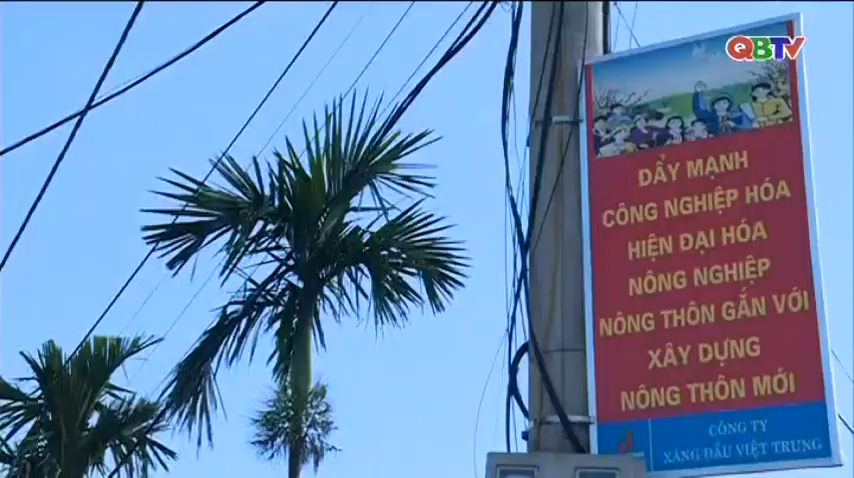 QBTV
ĐẨY MẠNH
CÔNG NGHIỆP HÓA
HIỆN ĐẠI HÓA
NÔNG NGHIỆP
NÔNG THÔN GẮN VỚI
XÂY DỰNG
NÔNG THÔN MỚI
CÔNG TY
XĂNG DẦU VIỆT TRUNG